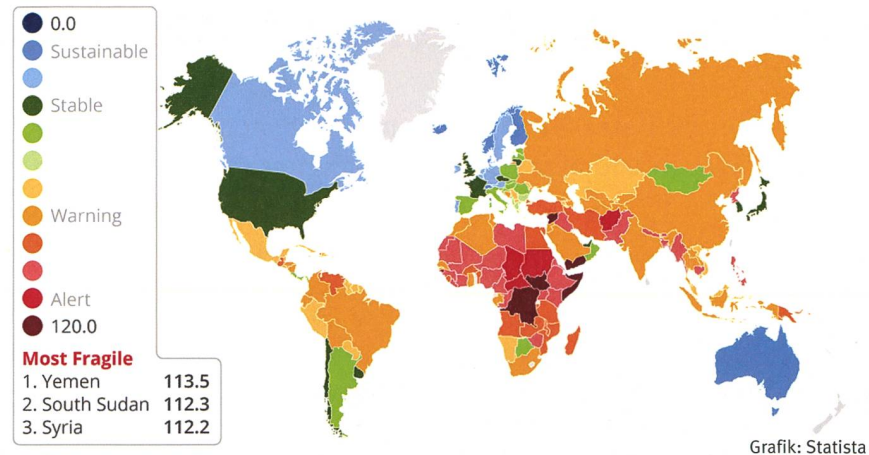 0.0
Sustainable
Stable
Warning
Alert
120.0
Most Fragile
1. Yemen 113.5
2. South Sudan 112.3
3. Syria 112.2
Grafik: Statista